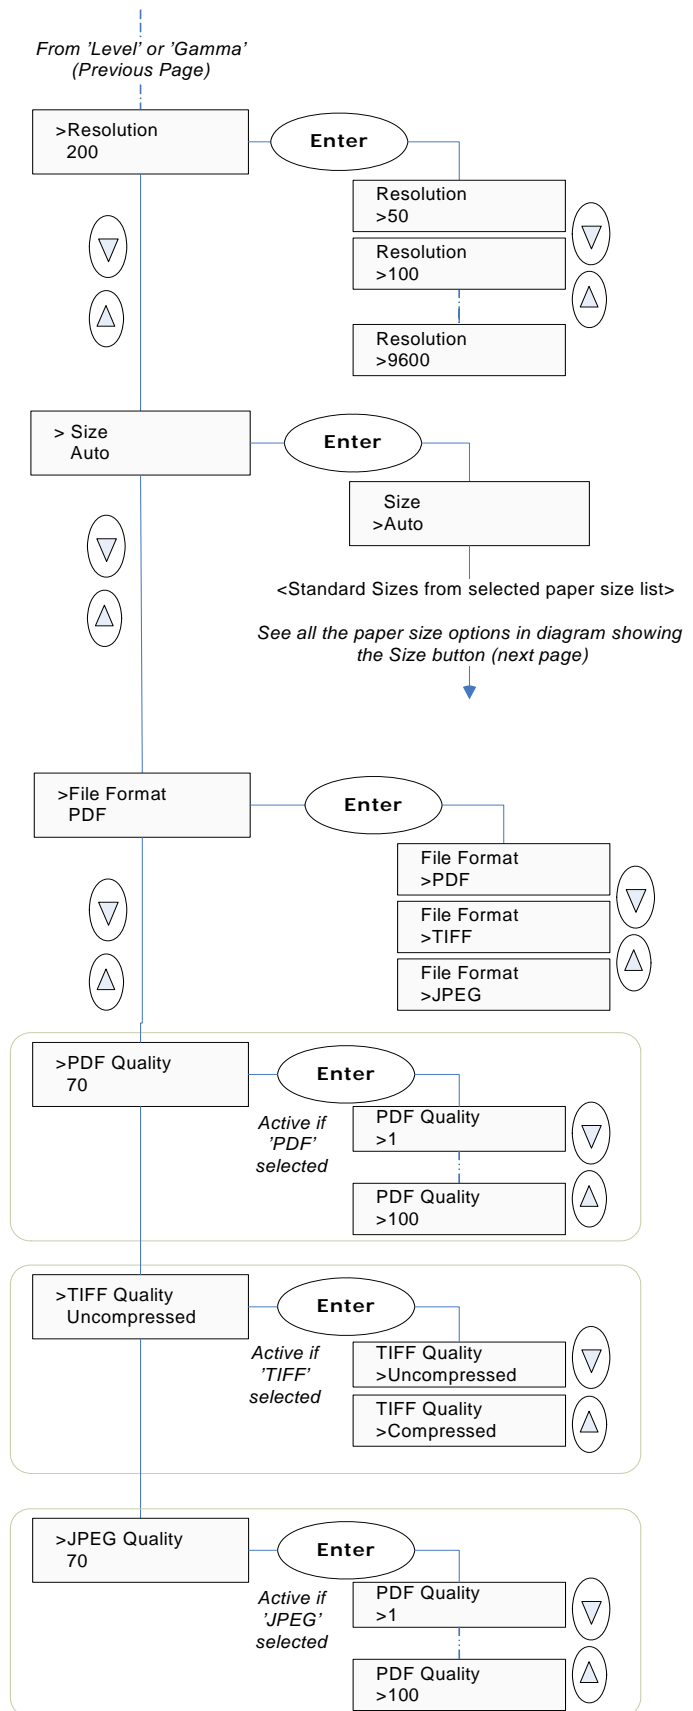 From ’Level’ or ’Gamma’
(Previous Page)
>Resolution
200
Enter
Resolution
>50
Resolution
>100
Resolution
>9600
> Size
Auto
Enter
Size
>Auto
<Standard Sizes from selected paper size list>
See all the paper size options in diagram showing
the Size button (next page)
>File Format
PDF
Enter
File Format
>PDF
File Format
>TIFF
File Format
>JPEG
>PDF Quality
70
Enter
Active if
’PDF’
selected
PDF Quality
>1
PDF Quality
>100
>TIFF Quality
Uncompressed
Enter
Active if
’TIFF’
selected
TIFF Quality
>Uncompressed
TIFF Quality
>Compressed
>JPEG Quality
70
Enter
Active if
’JPEG’
selected
PDF Quality
>1
PDF Quality
>100